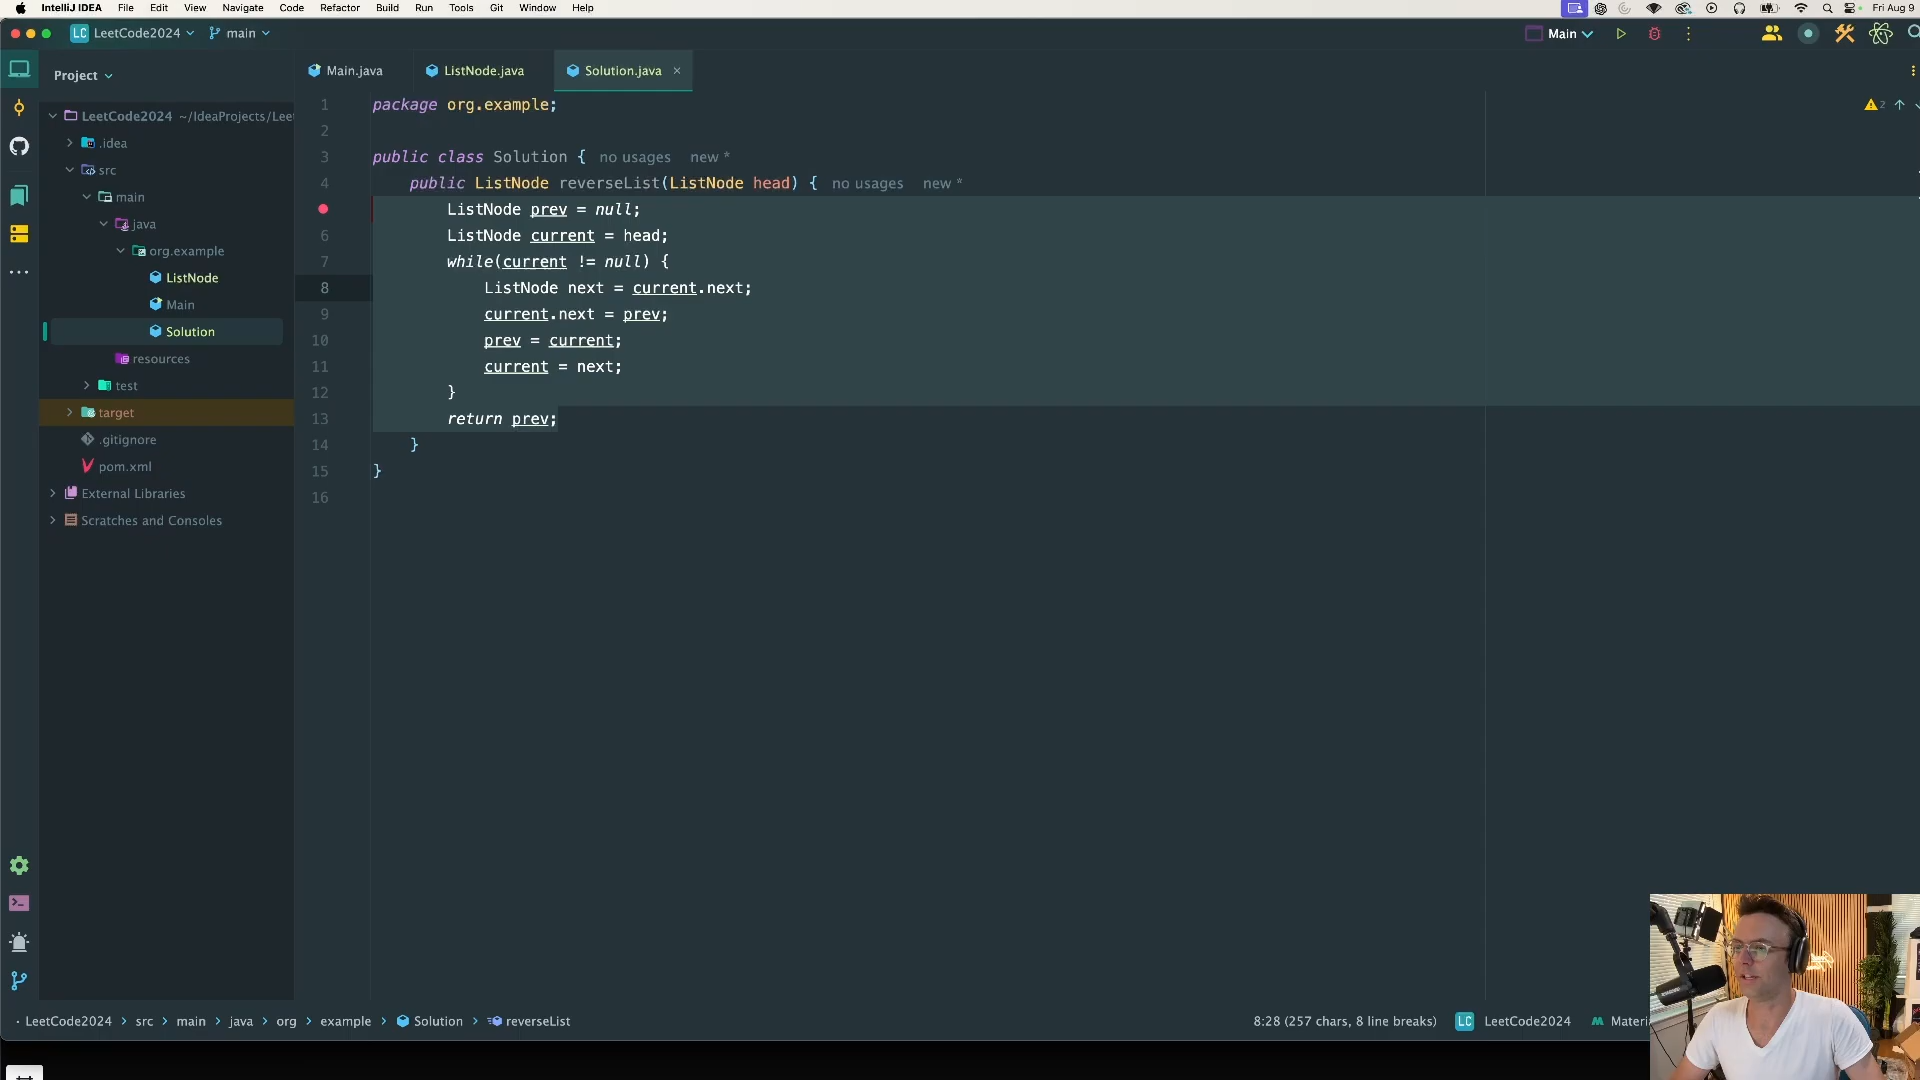 IntelliJ IDEA File Edit View Navigate Code Refactor Build Run Tools Git Window Help Fri Aug 9
LC LeetCode2024 main Main
Project
Main.java ListNode.java Solution.java
LeetCode2024 ~/IdeaProjects/Lee
.idea
src
main
java
org.example
ListNode
Main
Solution
resources
test
target
.gitignore
pom.xml
External Libraries
Scratches and Consoles
1 package org.example;
2
3 public class Solution { no usages new *
4 public ListNode reverseList(ListNode head) { no usages new *
ListNode prev = null;
6 ListNode current = head;
7 while(current != null) {
8 ListNode next = current.next;
9 current.next = prev;
10 prev = current;
11 current = next;
12 }
13 return prev;
14 }
15 }
16
2
LeetCode2024 > src > main > java > org > example > Solution > reverseList
8:28 (257 chars, 8 line breaks) LC LeetCode2024 Materi